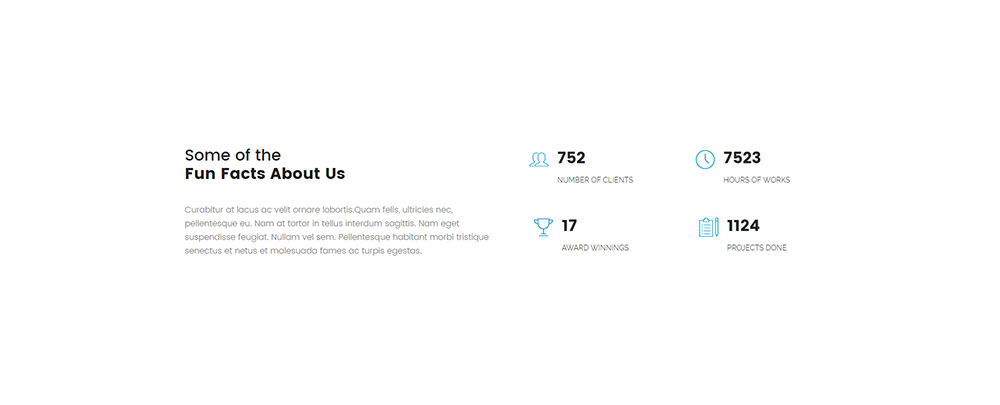 Some of the
Fun Facts About Us
Curabitur at lacus ac velit ornare lobortis.Quam felis, ultricies nec,
pellentesque eu. Nam at tortor in tellus interdum sagittis. Nam eget
suspendisse feugiat. Nullam vel sem. Pellentesque habitant morbi tristique
senectus et netus et malesuada fames ac turpis egestas.
752
NUMBER OF CLIENTS
7523
HOURS OF WORKS
17
AWARD WINNINGS
1124
PROJECTS DONE